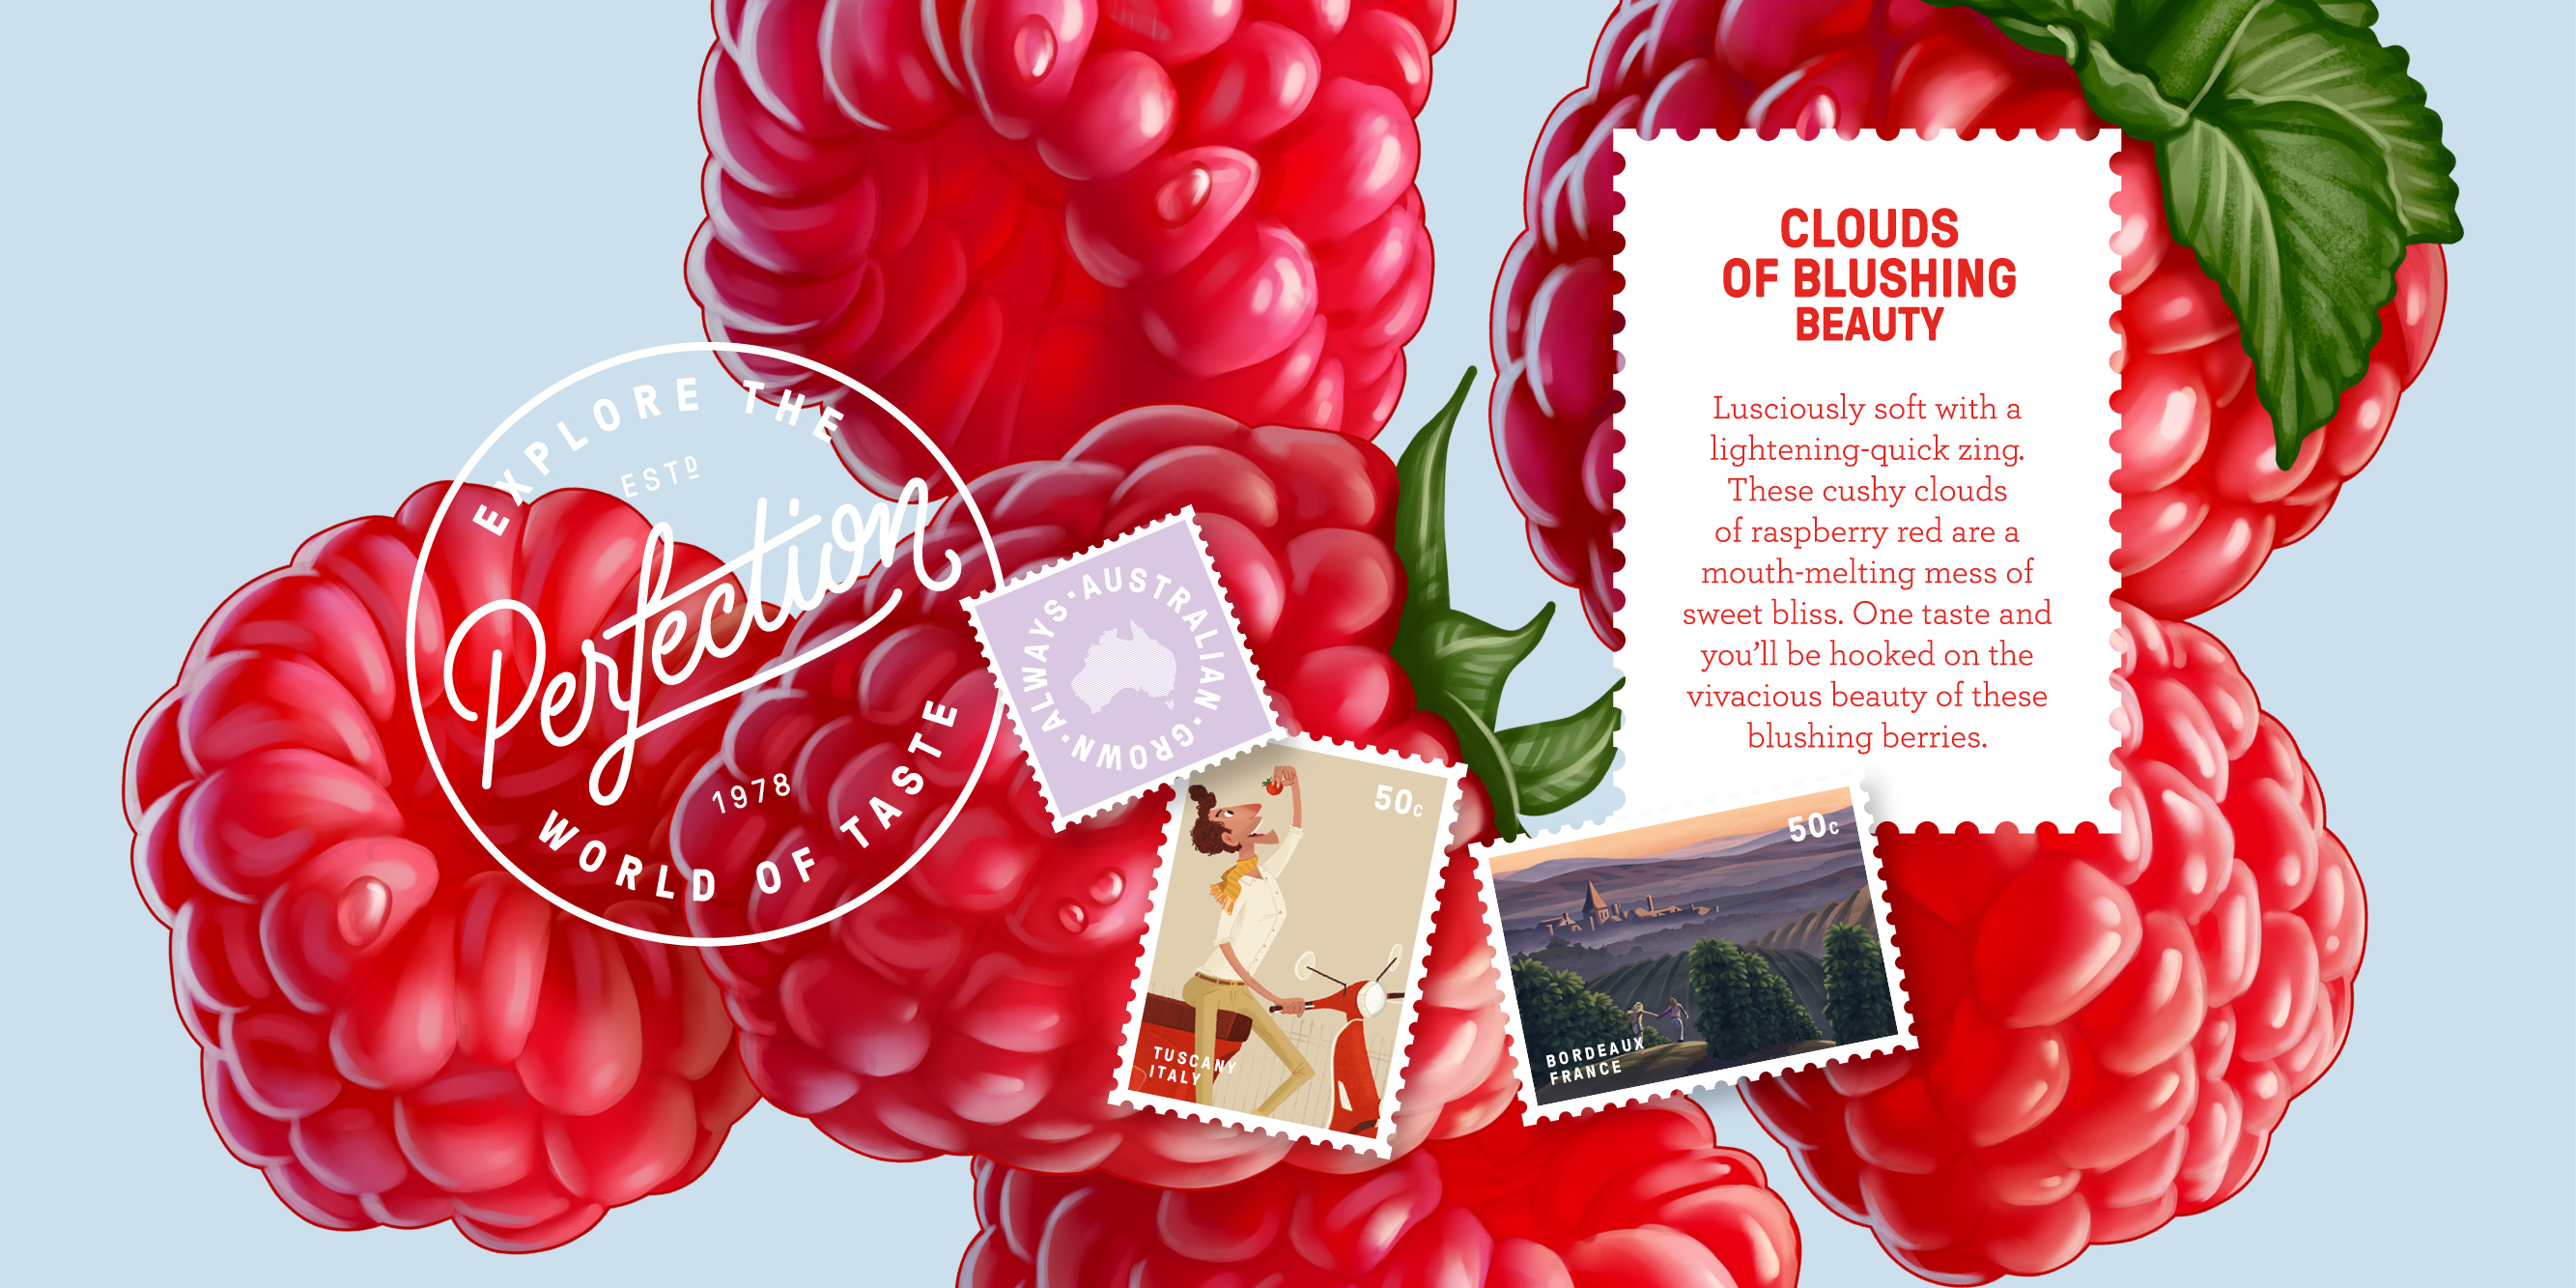 EXPLORE THE
ESTD
Perfection
1978
WORLD OF TASTE
ALWAYS·AUSTRALIAN·GROWN·
50c
TUSCANY
ITALY
50c
BORDEAUX
FRANCE
CLOUDS
OF BLUSHING
BEAUTY
Lusciously soft with a
lightening-quick zing.
These cushy clouds
of raspberry red are a
mouth-melting mess of
sweet bliss. One taste and
you’ll be hooked on the
vivacious beauty of these
blushing berries.